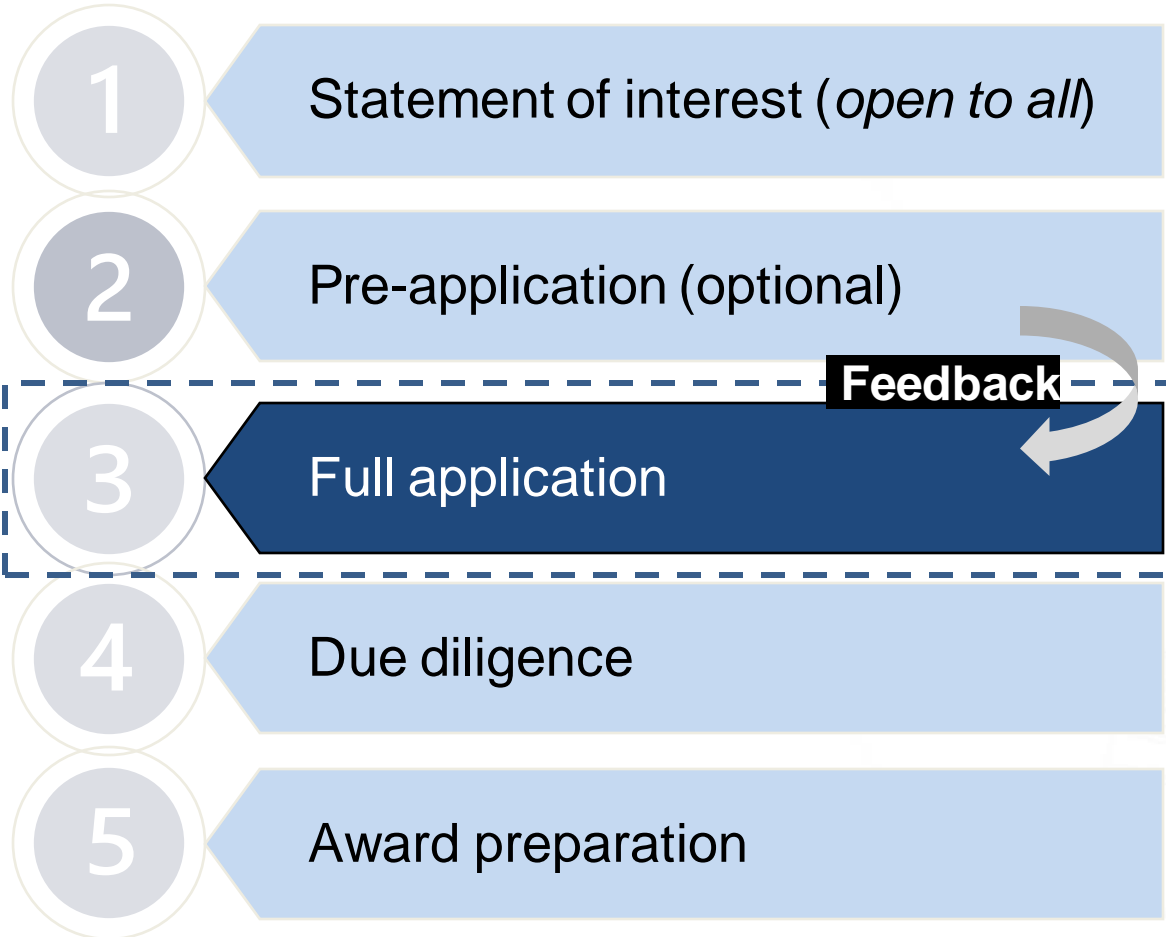 1
Statement of interest (open to all)
2
Pre-application (optional)
Feedback
3
Full application
4
Due diligence
5
Award preparation